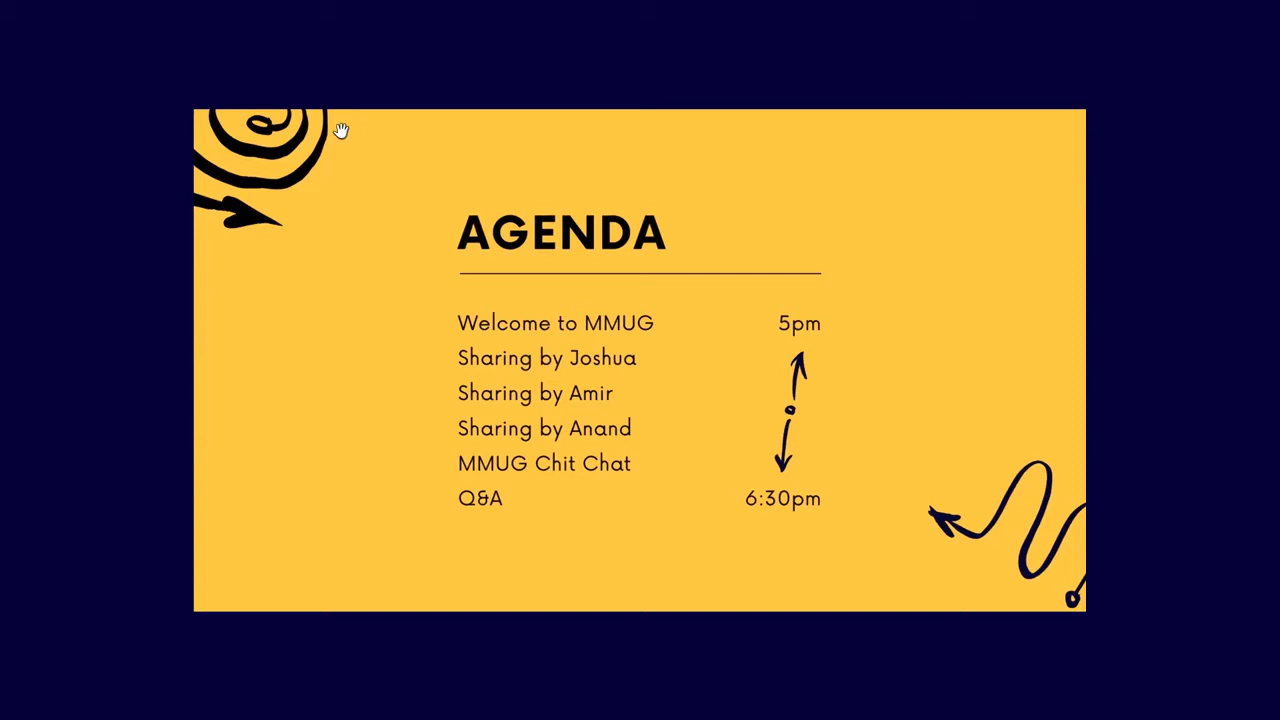 AGENDA
Welcome to MMUG 5pm
Sharing by Joshua
Sharing by Amir
Sharing by Anand
MMUG Chit Chat
Q&A 6:30pm